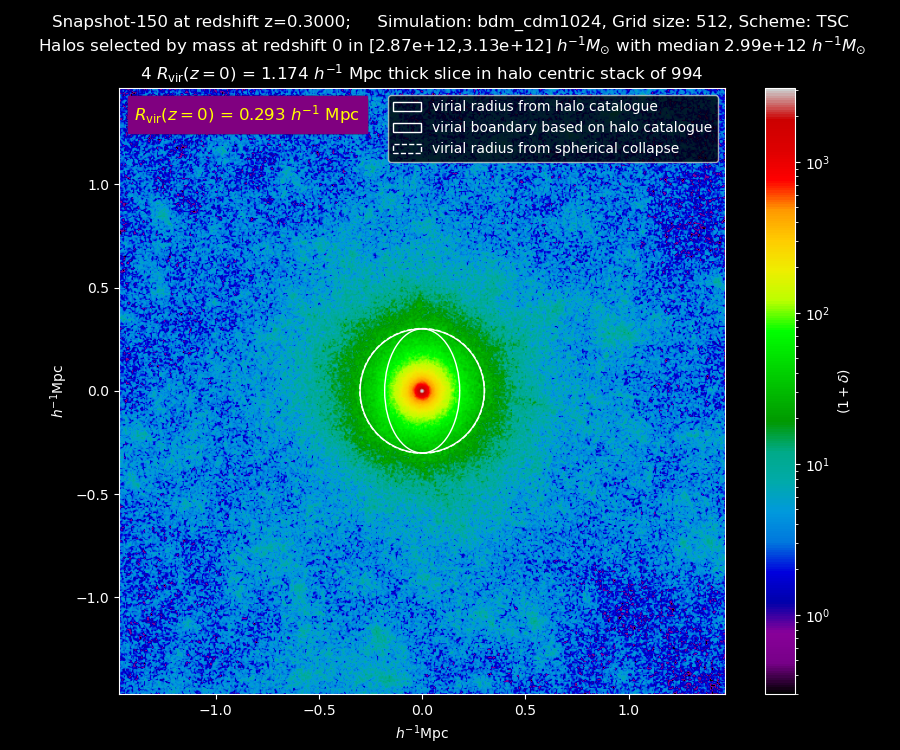 Snapshot-150 at redshift z=0.3000;     Simulation: bdm_cdm1024, Grid size: 512, Scheme: TSC
Halos selected by mass at redshift 0 in [2.87e+12,3.13e+12] h⁻¹M⊙ with median 2.99e+12 h⁻¹M⊙
4 Rvir(z = 0) = 1.174 h⁻¹ Mpc thick slice in halo centric stack of 994
Rvir(z = 0) = 0.293 h⁻¹ Mpc
virial radius from halo catalogue
virial boundary based on halo catalogue
virial radius from spherical collapse
1.0
0.5
0.0
−0.5
−1.0
h⁻¹Mpc
−1.0 −0.5 0.0 0.5 1.0
h⁻¹Mpc
10³
10²
10¹
10⁰
(1 + δ)